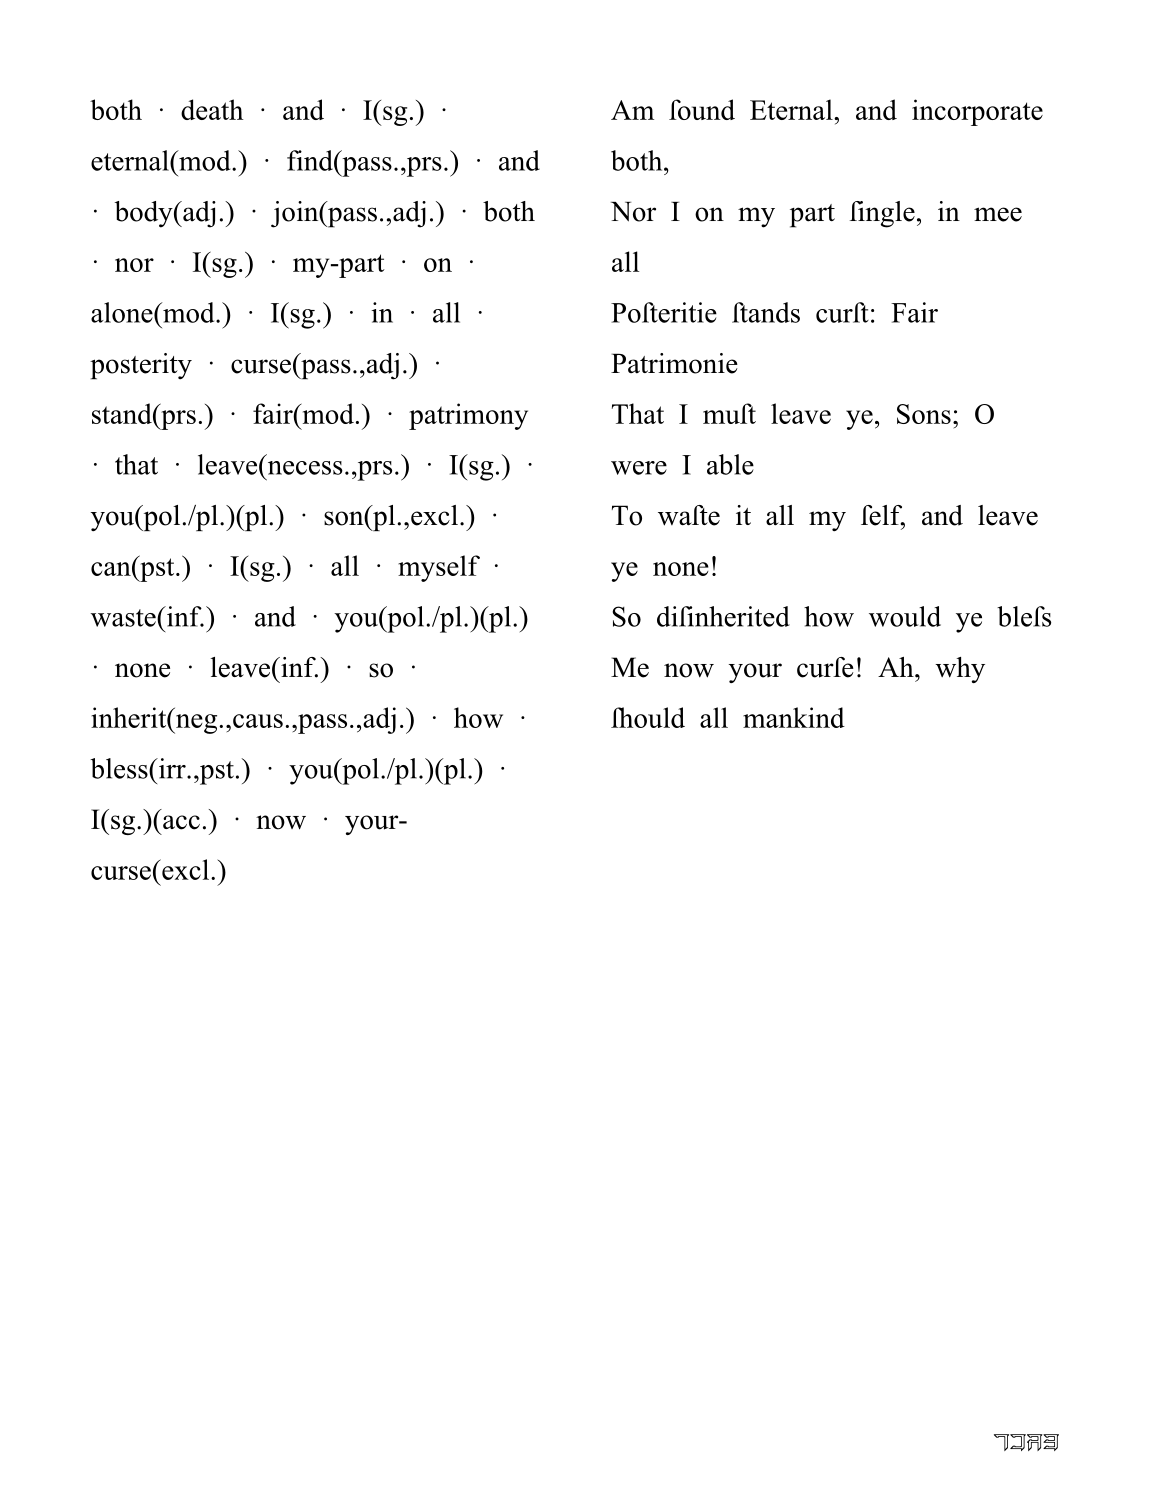 both · death · and · I(sg.) ·
eternal(mod.) · find(pass.,prs.) · and
· body(adj.) · join(pass.,adj.) · both
· nor · I(sg.) · my-part · on ·
alone(mod.) · I(sg.) · in · all ·
posterity · curse(pass.,adj.) ·
stand(prs.) · fair(mod.) · patrimony
· that · leave(necess.,prs.) · I(sg.) ·
you(pol./pl.)(pl.) · son(pl.,excl.) ·
can(pst.) · I(sg.) · all · myself ·
waste(inf.) · and · you(pol./pl.)(pl.)
· none · leave(inf.) · so ·
inherit(neg.,caus.,pass.,adj.) · how ·
bless(irr.,pst.) · you(pol./pl.)(pl.) ·
I(sg.)(acc.) · now · your-
curse(excl.)
Am ſound Eternal, and incorporate
both,
Nor I on my part ſingle, in mee
all
Poſteritie ſtands curſt: Fair
Patrimonie
That I muſt leave ye, Sons; O
were I able
To waſte it all my ſelf, and leave
ye none!
So diſinherited how would ye bleſs
Me now your curſe! Ah, why
ſhould all mankind